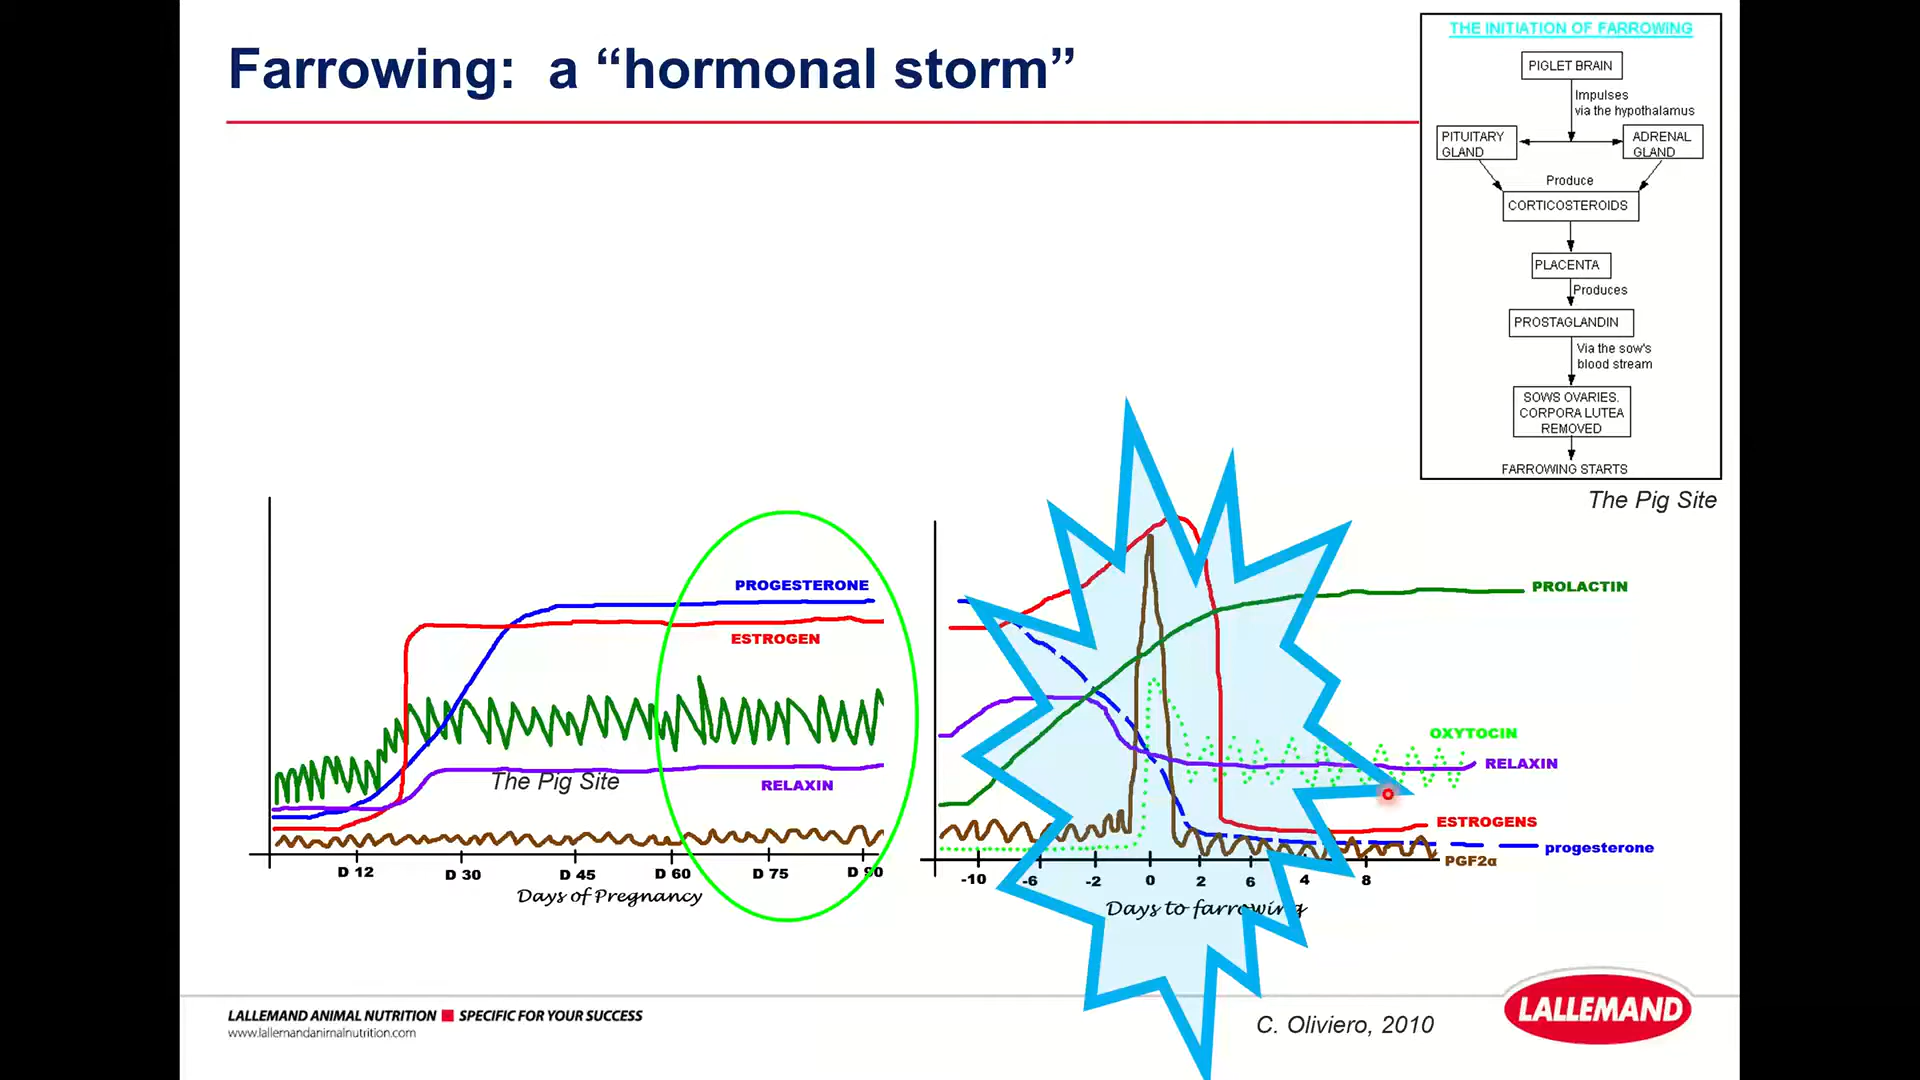 Farrowing: a “hormonal storm”
THE INITIATION OF FARROWING
PIGLET BRAIN
Impulses
via the hypothalamus
PITUITARY
GLAND
ADRENAL
GLAND
Produce
CORTICOSTEROIDS
PLACENTA
Produces
PROSTAGLANDIN
Via the sow's
blood stream
SOWS OVARIES.
CORPORA LUTEA
REMOVED
FARROWING STARTS
The Pig Site
PROGESTERONE
ESTROGEN
The Pig Site
RELAXIN
D 12 D 30 D 45 D 60 D 75 D 90
Days of Pregnancy
PROLACTIN
OXYTOCIN
RELAXIN
ESTROGENS
progesterone
PGF2α
-10 -6 -2 0 2 6 4 8
Days to farrowing
LALLEMAND ANIMAL NUTRITION SPECIFIC FOR YOUR SUCCESS
www.lallemandanimalnutrition.com
C. Oliviero, 2010
LALLEMAND